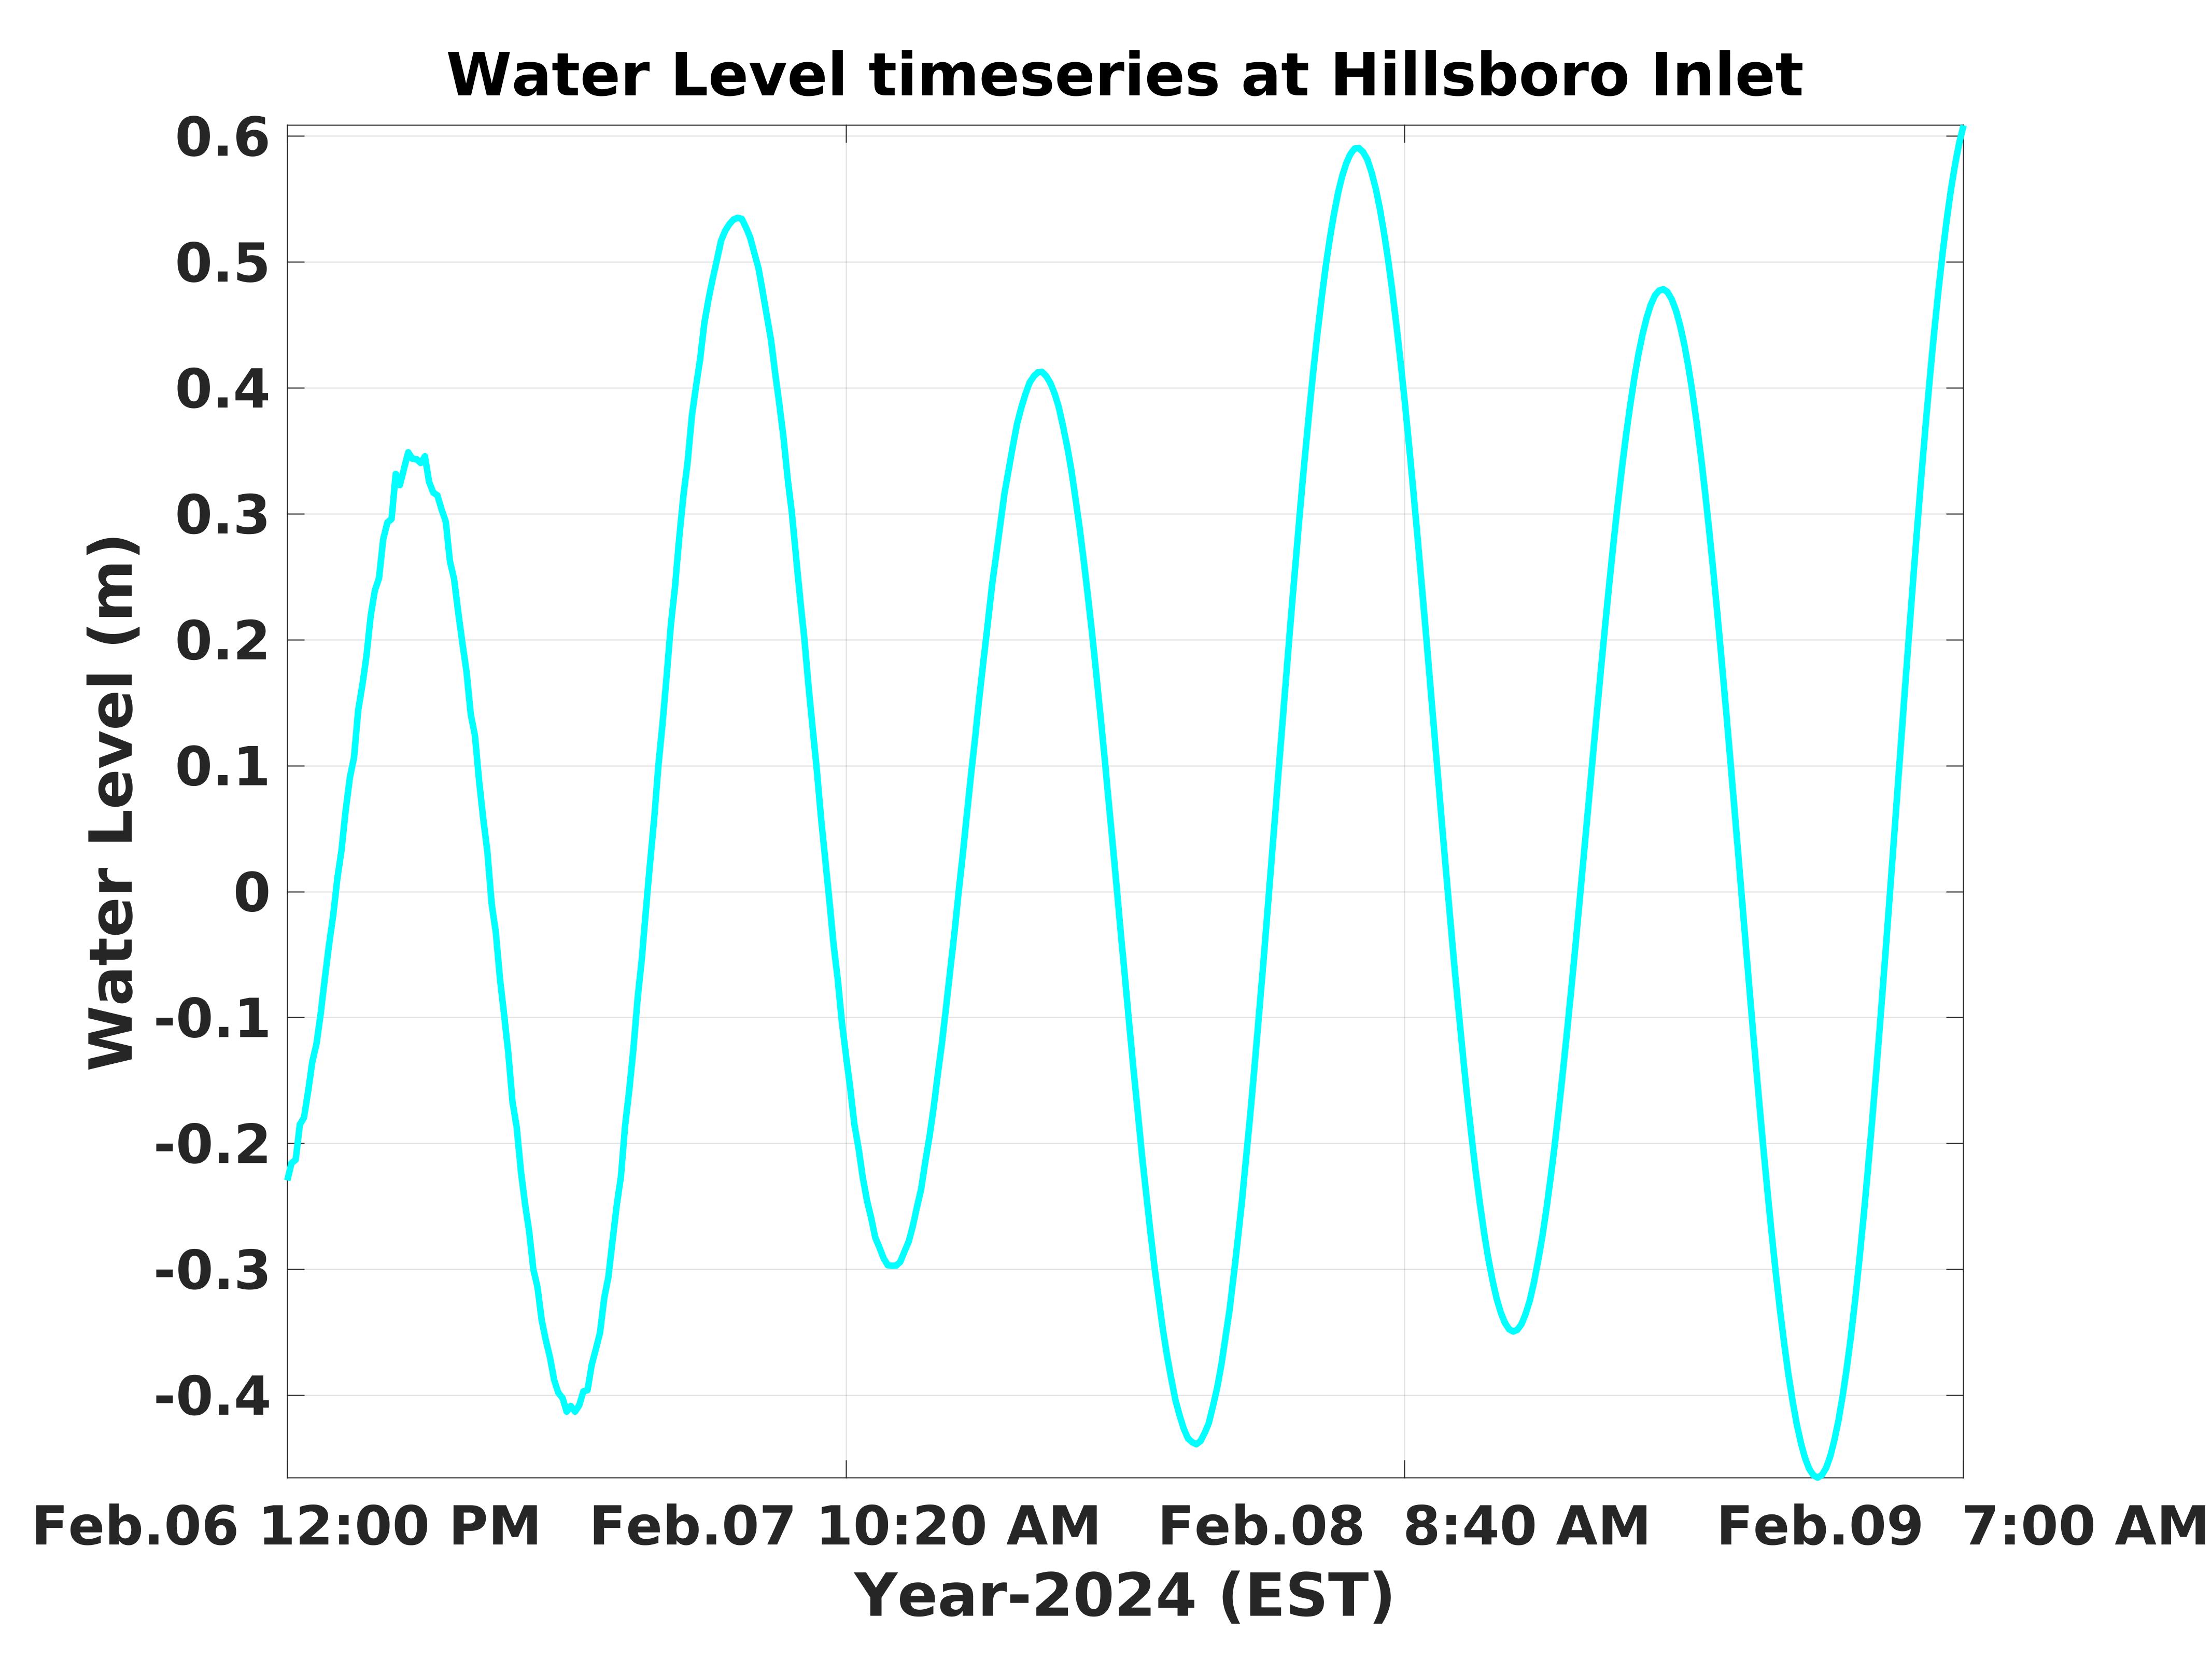 Water Level timeseries at Hillsboro Inlet
0.6
0.5
0.4
0.3
0.2
0.1
0
-0.1
-0.2
-0.3
-0.4
Water Level (m)
Feb.06 12:00 PM Feb.07 10:20 AM Feb.08 8:40 AM Feb.09 7:00 AM
Year-2024 (EST)